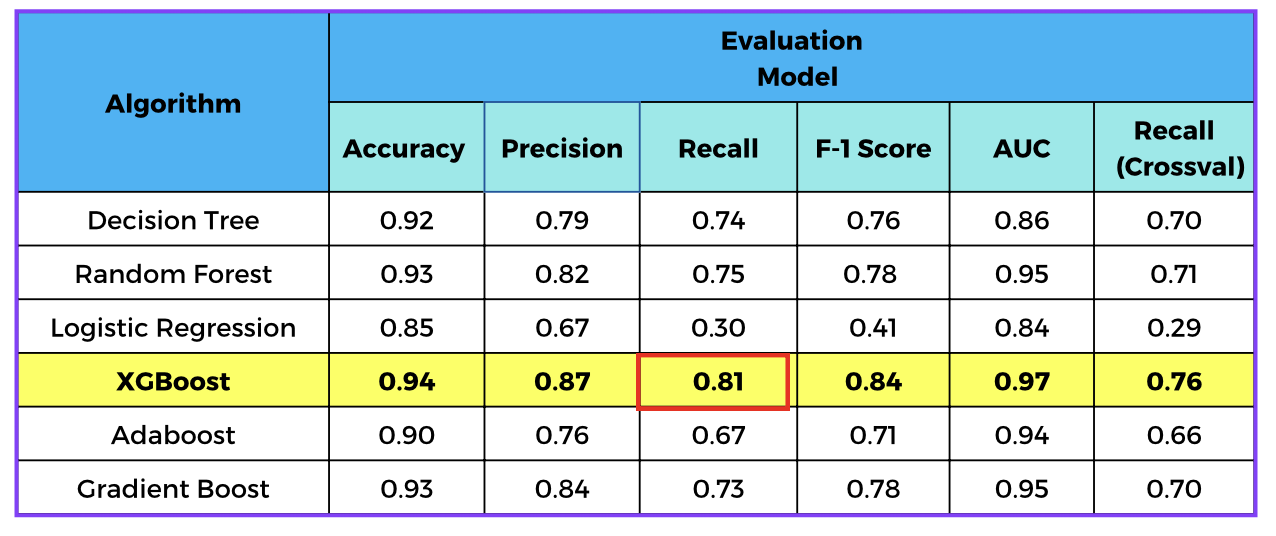 Algorithm
Evaluation
Model
Accuracy Precision Recall F-1 Score AUC Recall
(Crossval)
Decision Tree 0.92 0.79 0.74 0.76 0.86 0.70
Random Forest 0.93 0.82 0.75 0.78 0.95 0.71
Logistic Regression 0.85 0.67 0.30 0.41 0.84 0.29
XGBoost 0.94 0.87 0.81 0.84 0.97 0.76
Adaboost 0.90 0.76 0.67 0.71 0.94 0.66
Gradient Boost 0.93 0.84 0.73 0.78 0.95 0.70